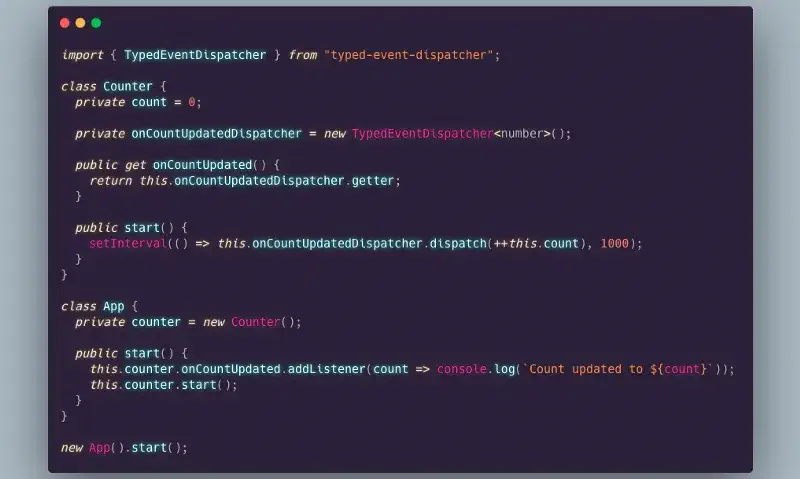 import { TypedEventDispatcher } from "typed-event-dispatcher";
class Counter {
private count = 0;
private onCountUpdatedDispatcher = new TypedEventDispatcher<number>();
public get onCountUpdated() {
return this.onCountUpdatedDispatcher.getter;
}
public start() {
setInterval(() => this.onCountUpdatedDispatcher.dispatch(++this.count), 1000);
}
}
class App {
private counter = new Counter();
public start() {
this.counter.onCountUpdated.addListener(count => console.log(`Count updated to ${count}`));
this.counter.start();
}
}
new App().start();